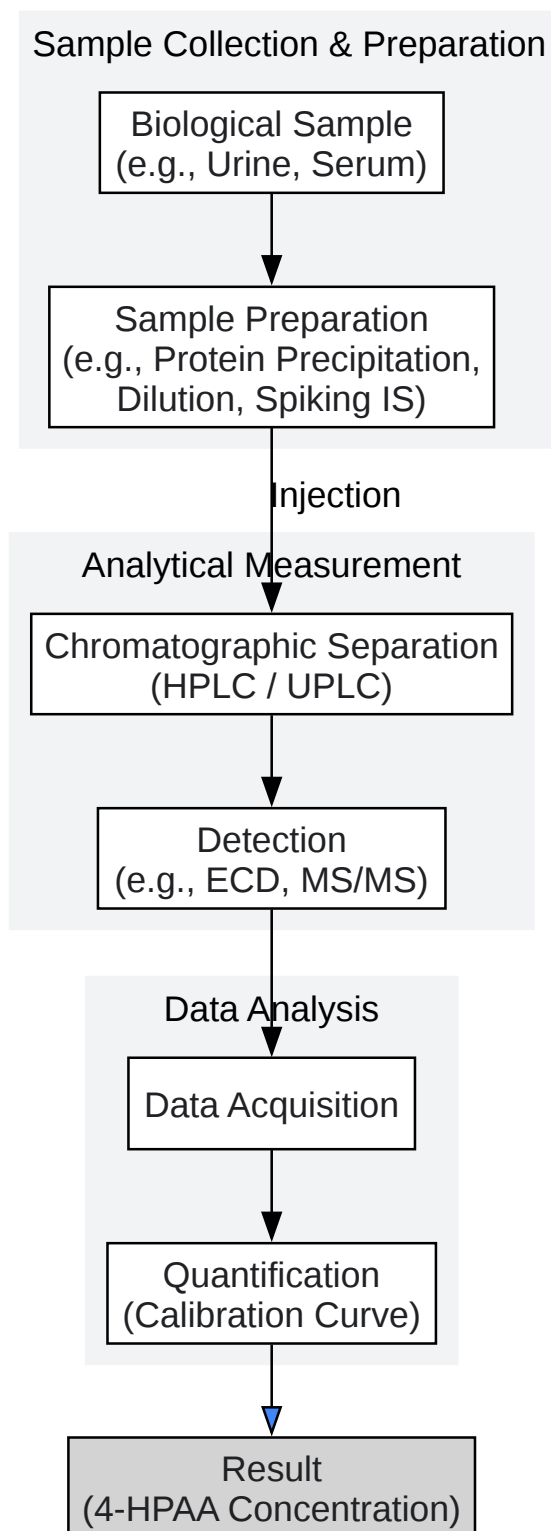 Sample Collection & Preparation
Biological Sample
(e.g., Urine, Serum)
Sample Preparation
(e.g., Protein Precipitation,
Dilution, Spiking IS)
Injection
Analytical Measurement
Chromatographic Separation
(HPLC / UPLC)
Detection
(e.g., ECD, MS/MS)
Data Analysis
Data Acquisition
Quantification
(Calibration Curve)
Result
(4-HPAA Concentration)